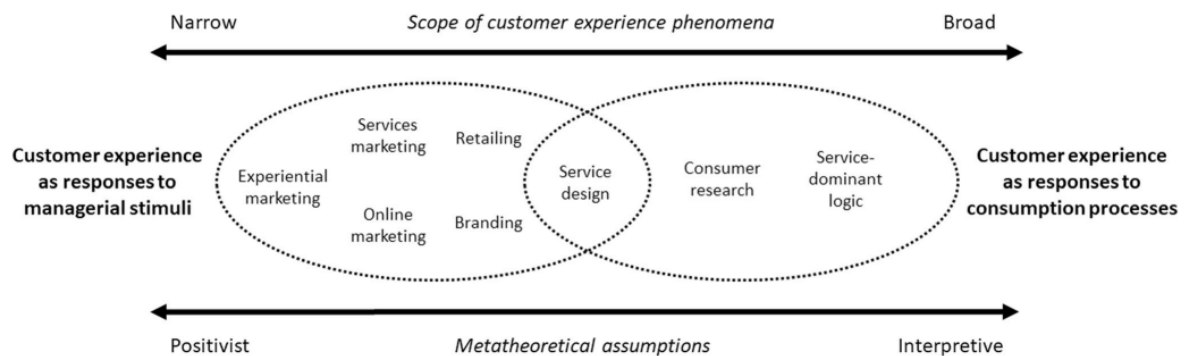 Narrow Scope of customer experience phenomena Broad
Customer experience
as responses to
managerial stimuli
Experiential
marketing
Services
marketing
Retailing
Online
marketing
Branding
Service
design
Consumer
research
Service-
dominant
logic
Customer experience
as responses to
consumption processes
Positivist Metatheoretical assumptions Interpretive